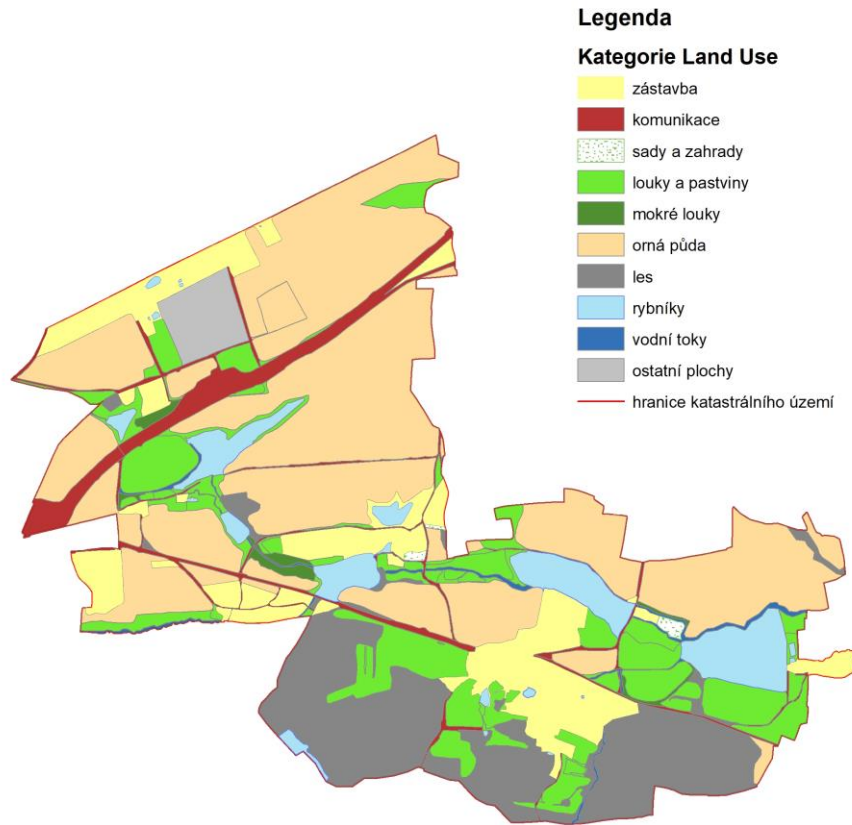 Legenda
Kategorie Land Use
zástavba
komunikace
sady a zahrady
louky a pastviny
mokré louky
orná půda
les
rybníky
vodní toky
ostatní plochy
hranice katastrálního území